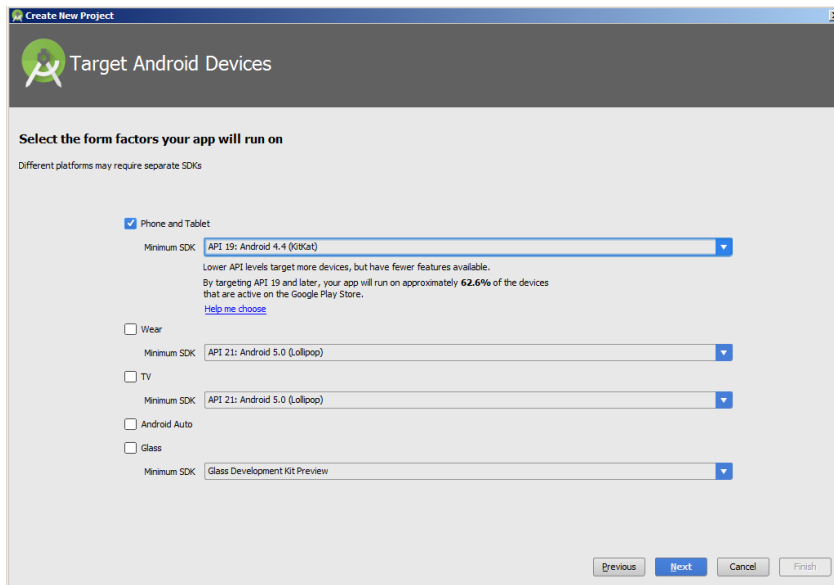 Create New Project
Target Android Devices
Select the form factors your app will run on
Different platforms may require separate SDKs
Phone and Tablet
Minimum SDK API 19: Android 4.4 (KitKat)
Lower API levels target more devices, but have fewer features available.
By targeting API 19 and later, your app will run on approximately 62.6% of the devices
that are active on the Google Play Store.
Help me choose
Wear
Minimum SDK API 21: Android 5.0 (Lollipop)
TV
Minimum SDK API 21: Android 5.0 (Lollipop)
Android Auto
Glass
Minimum SDK Glass Development Kit Preview
Previous Next Cancel Finish